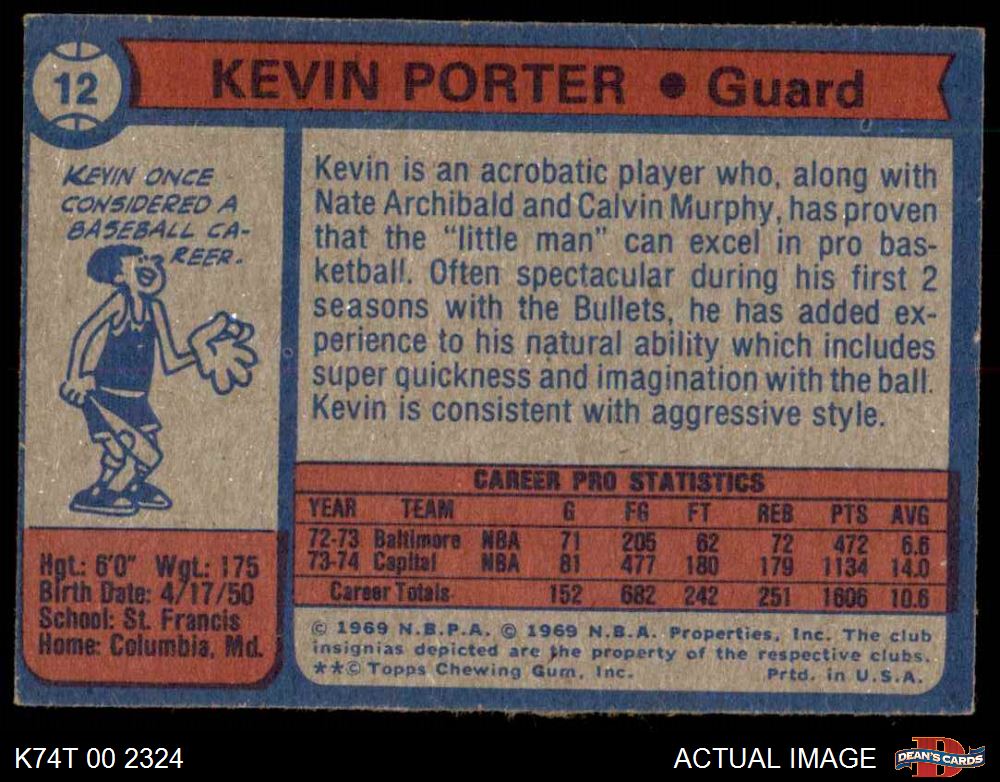 12
KEVIN PORTER • Guard
KEVIN ONCE
CONSIDERED A
BASEBALL CA-
REER.
Kevin is an acrobatic player who, along with
Nate Archibald and Calvin Murphy, has proven
that the "little man" can excel in pro bas-
ketball. Often spectacular during his first 2
seasons with the Bullets, he has added ex-
perience to his natural ability which includes
super quickness and imagination with the ball.
Kevin is consistent with aggressive style.
Hgt.: 6'0" Wgt.: 175
Birth Date: 4/17/50
School: St. Francis
Home: Columbia, Md.
CAREER PRO STATISTICS
YEAR TEAM G FG FT REB PTS AVG
72-73 Baltimore NBA 71 205 62 72 472 6.6
73-74 Capital NBA 81 477 180 179 1134 14.0
Career Totals 152 682 242 251 1606 10.6
© 1969 N.B.P.A. © 1969 N.B.A. Properties, Inc. The club
insignias depicted are the property of the respective clubs.
**© Topps Chewing Gum, Inc. Prtd. in U.S.A.
K74T 00 2324
ACTUAL IMAGE
D
DEAN'S CARDS